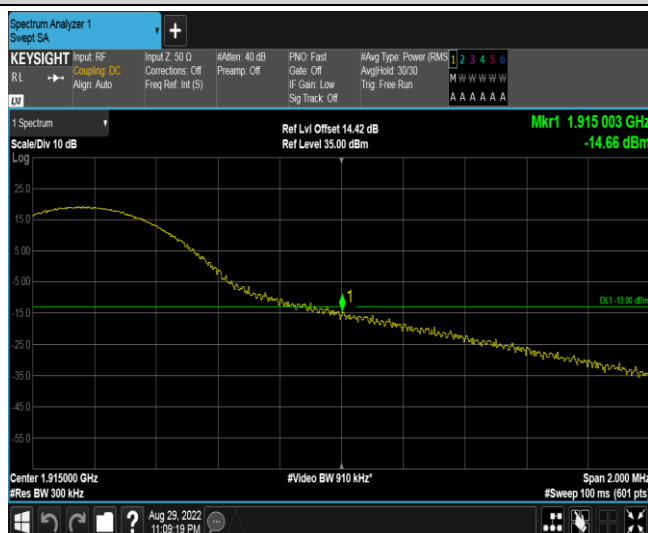 Spectrum Analyzer 1
Swept SA
+
KEYSIGHT
RL
Input: RF
Coupling: DC
Align: Auto
Input Z: 50 Ω
Corrections: Off
Freq Ref: Int (S)
#Atten: 40 dB
Preamp: Off
PNO: Fast
Gate: Off
IF Gain: Low
Sig Track: Off
#Avg Type: Power (RMS
Avg|Hold: 30/30
Trig: Free Run
1 2 3 4 5 6
M W W W W W
A A A A A A
LXI
1 Spectrum
Scale/Div 10 dB
Log
Ref Lvl Offset 14.42 dB
Ref Level 35.00 dBm
Mkr1 1.915 003 GHz
-14.66 dBm
25.0
15.0
5.00
-5.00
-15.0
-25.0
-35.0
-45.0
-55.0
1
DL1 -13.00 dBm
Center 1.915000 GHz
#Res BW 300 kHz
#Video BW 910 kHz*
Span 2.000 MHz
#Sweep 100 ms (601 pts)
?
Aug 29, 2022
11:09:19 PM